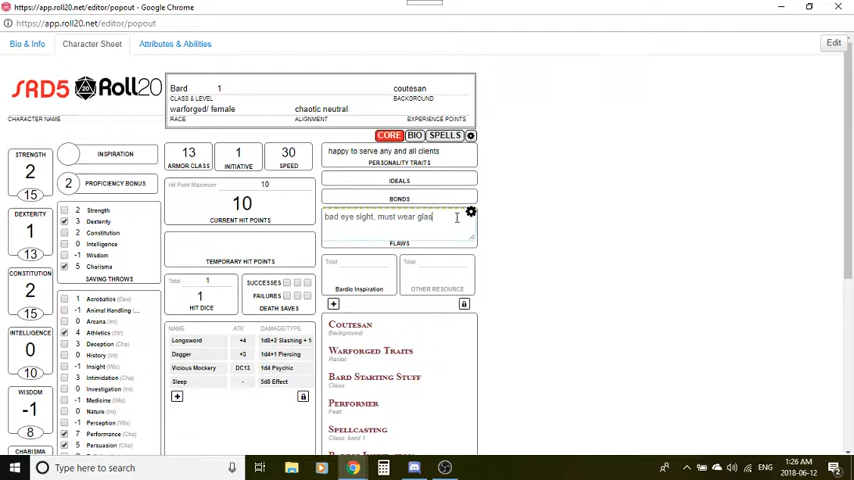 https://app.roll20.net/editor/popout - Google Chrome
https://app.roll20.net/editor/popout
Bio & Info
Character Sheet
Attributes & Abilities
Edit
SRD5 Roll20
CHARACTER NAME
Bard 1 coutesan
CLASS & LEVEL BACKGROUND
warforged/ female chaotic neutral
RACE ALIGNMENT EXPERIENCE POINTS
CORE BIO SPELLS
STRENGTH
2
15
DEXTERITY
1
13
CONSTITUTION
2
15
INTELLIGENCE
0
10
WISDOM
-1
8
CHARISMA
INSPIRATION
2 PROFICIENCY BONUS
2 Strength
3 Dexterity
2 Constitution
0 Intelligence
-1 Wisdom
5 Charisma
SAVING THROWS
1 Acrobatics (Dex)
-1 Animal Handling (...
0 Arcana (Int)
4 Athletics (Str)
3 Deception (Cha)
0 History (Int)
-1 Insight (Wis)
3 Intimidation (Cha)
0 Investigation (Int)
-1 Medicine (Wis)
0 Nature (Int)
-1 Perception (Wis)
7 Performance (Cha)
5 Persuasion (Cha)
13 1 30
ARMOR CLASS INITIATIVE SPEED
Hit Point Maximum 10
10
CURRENT HIT POINTS
TEMPORARY HIT POINTS
Total 1
1
HIT DICE
SUCCESSES
FAILURES
DEATH SAVES
NAME ATK DAMAGE/TYPE
Longsword +4 1d8+2 Slashing + 1
Dagger +3 1d4+1 Piercing
Vicious Mockery DC13 1d4 Psychic
Sleep - 5d8 Effect
+
happy to serve any and all clients
PERSONALITY TRAITS
IDEALS
BONDS
bad eye sight, must wear glas
FLAWS
Total
Bardic Inspiration
Total
OTHER RESOURCE
+
COUTESAN
Background:
WARFORGED TRAITS
Racial:
BARD STARTING STUFF
Class:
PERFORMER
Feat:
SPELLCASTING
Class: bard 1
BARDIC INSPIRATION
Type here to search
ENG
1:26 AM
2018-06-12
2